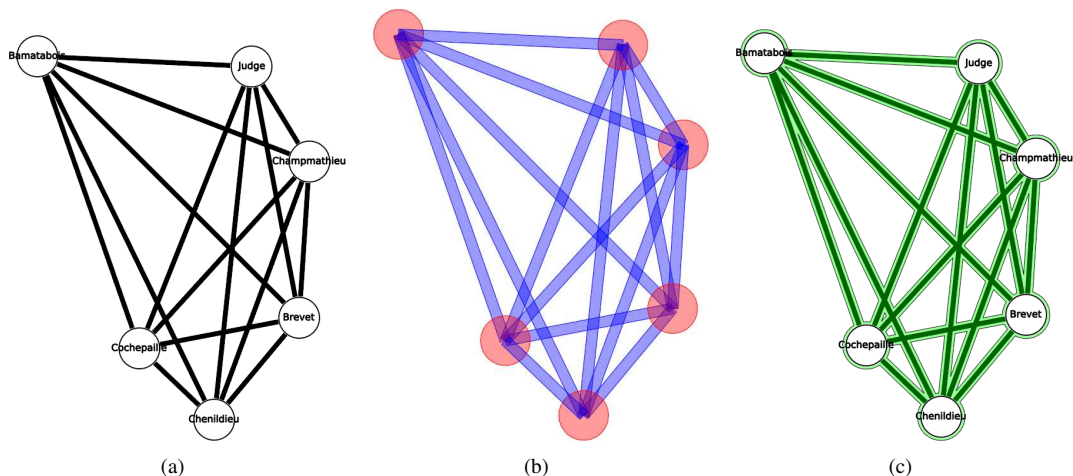 Bamatabois
Judge
Champmathieu
Brevet
Cochepaille
Chenildieu
(a)
(b)
Bamatabois
Judge
Champmathieu
Brevet
Cochepaille
Chenildieu
(c)